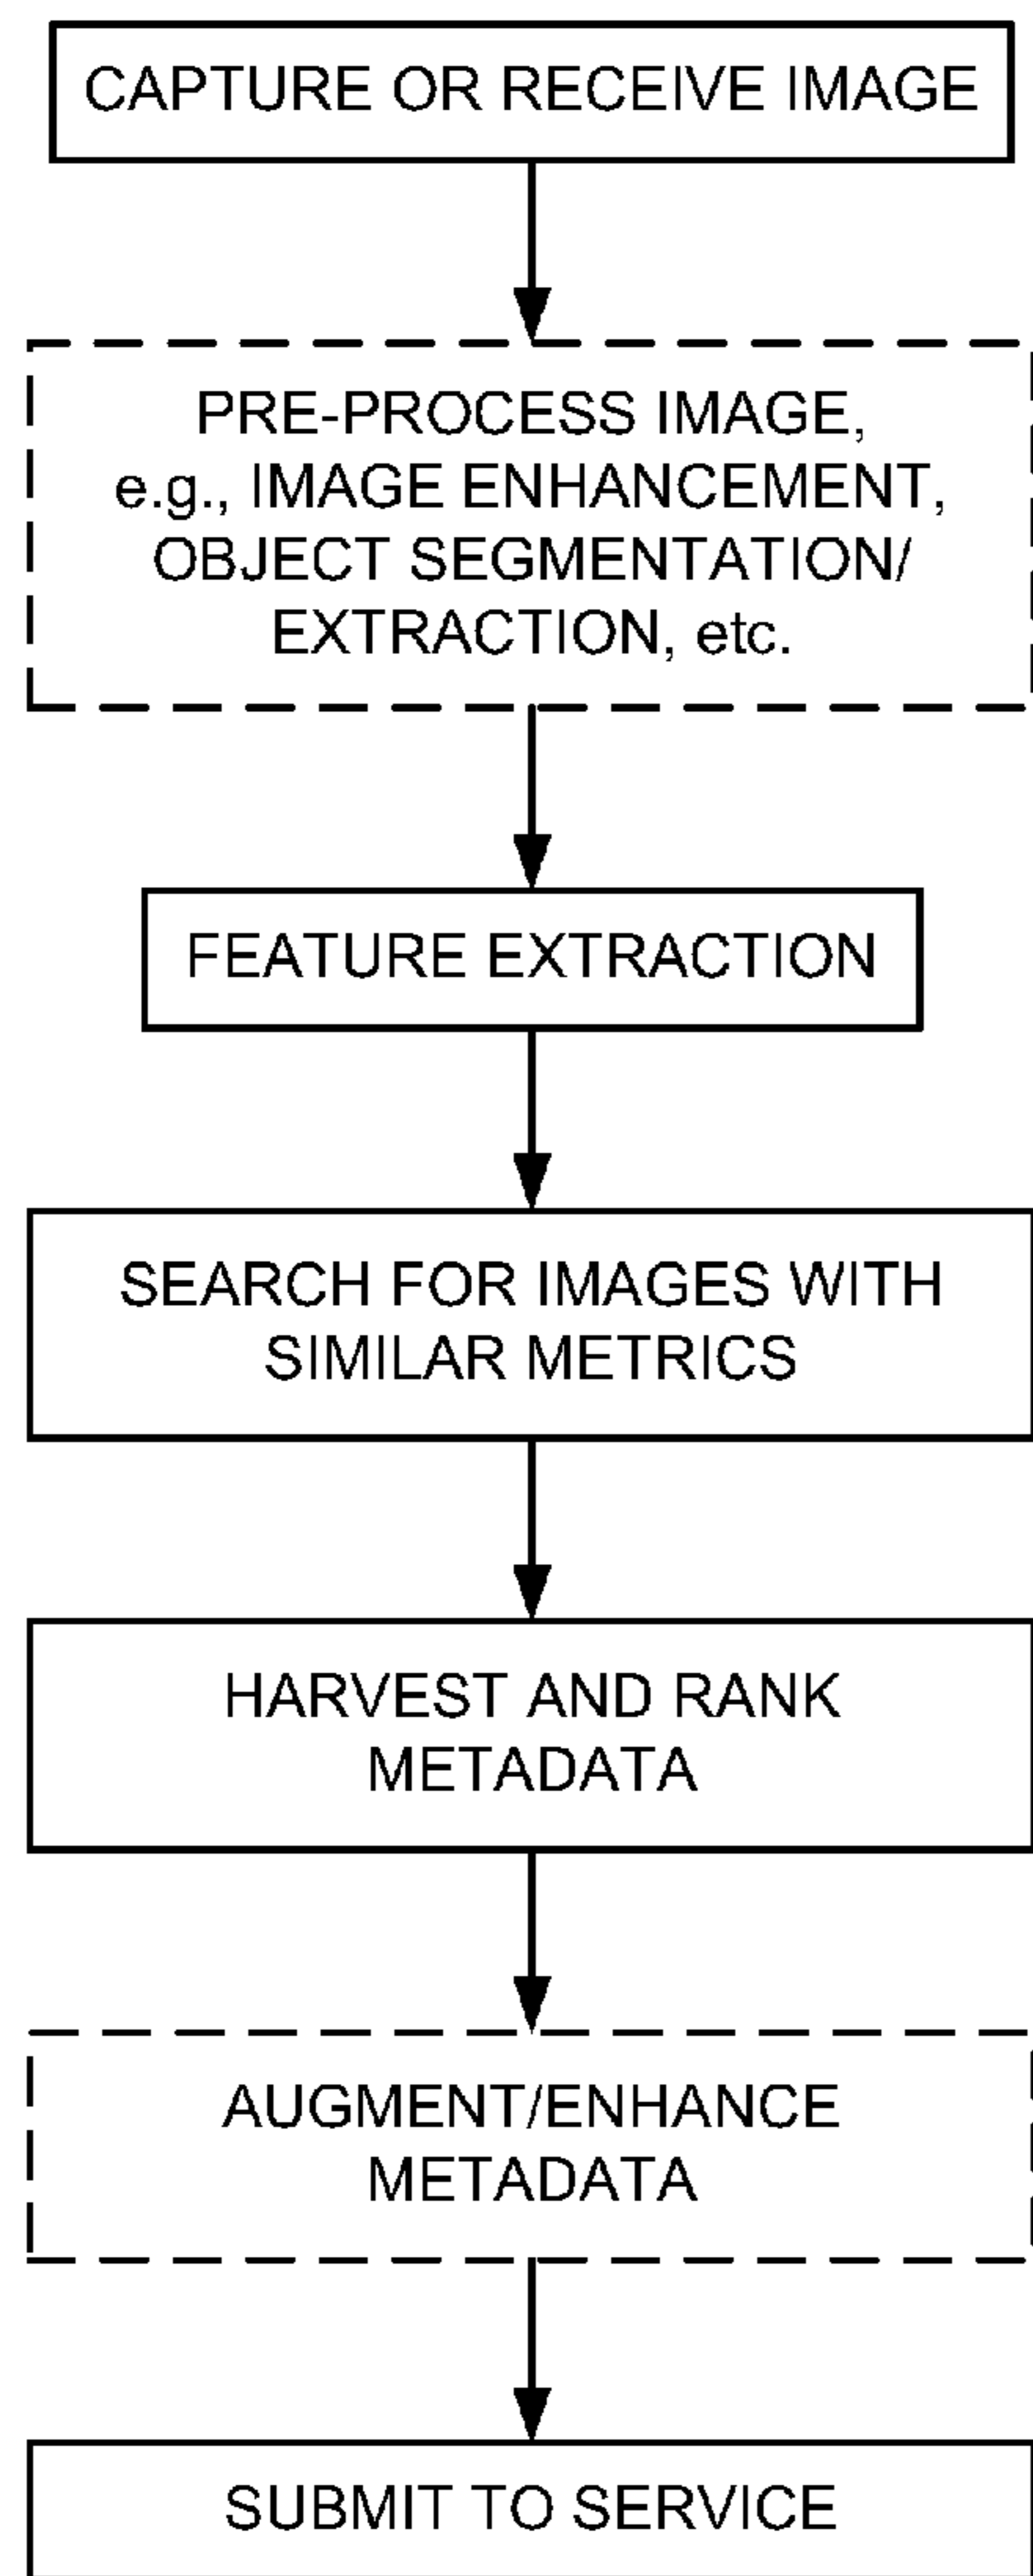 CAPTURE OR RECEIVE IMAGE
PRE-PROCESS IMAGE,
e.g., IMAGE ENHANCEMENT,
OBJECT SEGMENTATION/
EXTRACTION, etc.
FEATURE EXTRACTION
SEARCH FOR IMAGES WITH
SIMILAR METRICS
HARVEST AND RANK
METADATA
AUGMENT/ENHANCE
METADATA
SUBMIT TO SERVICE